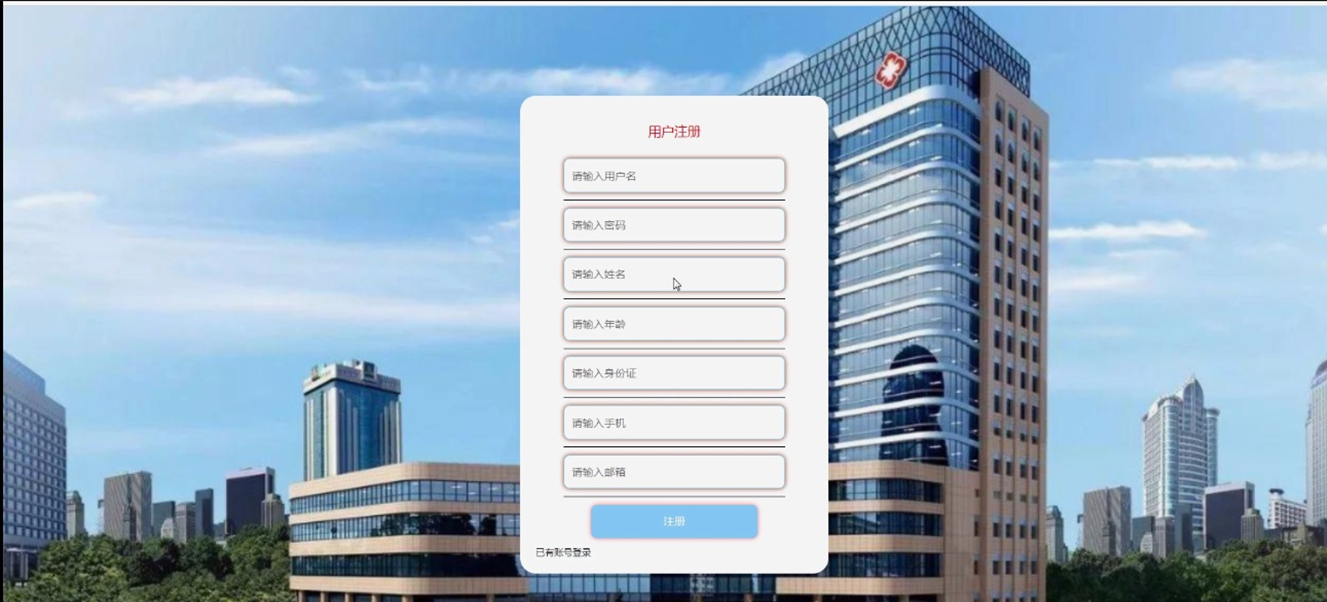 用户注册
请输入用户名
请输入密码
请输入姓名
请输入年龄
请输入身份证
请输入手机
请输入邮箱
注册
已有账号登录